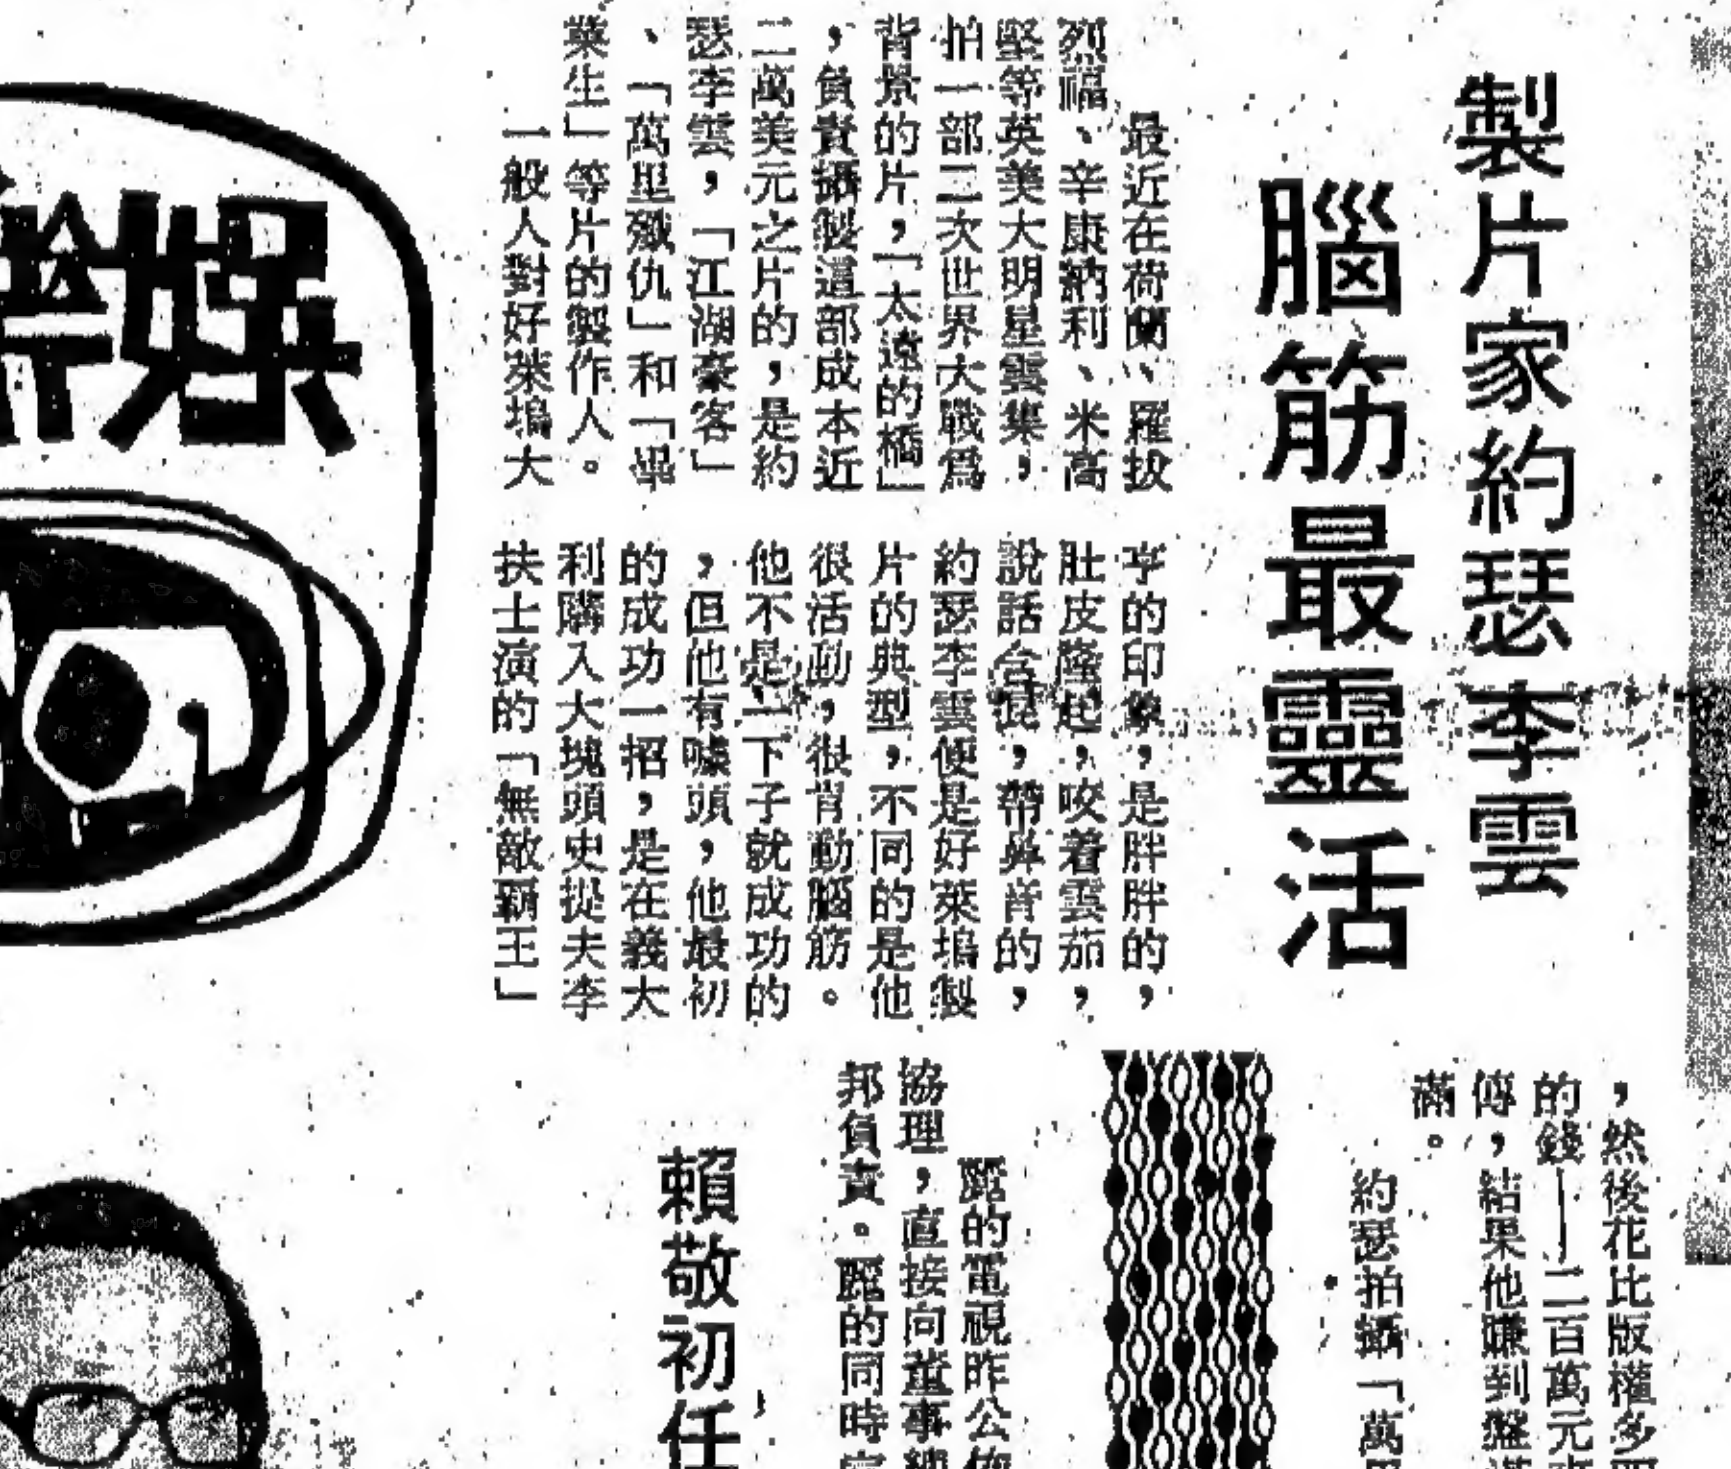 製片家約瑟李雲
腦筋最靈活
最近在荷蘭、羅拔
烈福、辛康納利、米高
堅等英美大明星雲集，
拍一部二次世界大戰爲
背景的片，「太遠的橋」
，負責攝製這部成本近
二萬美元之片的，是約
瑟李雲，「江湖豪客」
、「萬里殲仇」和「畢
業生」等片的製作人。
一般人對好萊塢大
亨的印象，是胖胖的，
肚皮隆起，咬着雲茄，
說話含混，帶鼻音的，
約瑟李雲便是好萊塢製
片的典型，不同的是他
很活動，很肯動腦筋。
他不是一下子就成功的
，但他有噱頭，他最初
的成功一招，是在義大
利購入大塊頭史提夫李
扶士演的「無敵霸王」
，然後花比版權多
的錢——二百萬元
傳，結果他賺到盤滿
滿。
約瑟拍攝「萬
娛樂
麗的電視昨公
協理，直接向董事
邦負責。麗的同時
賴敬初任